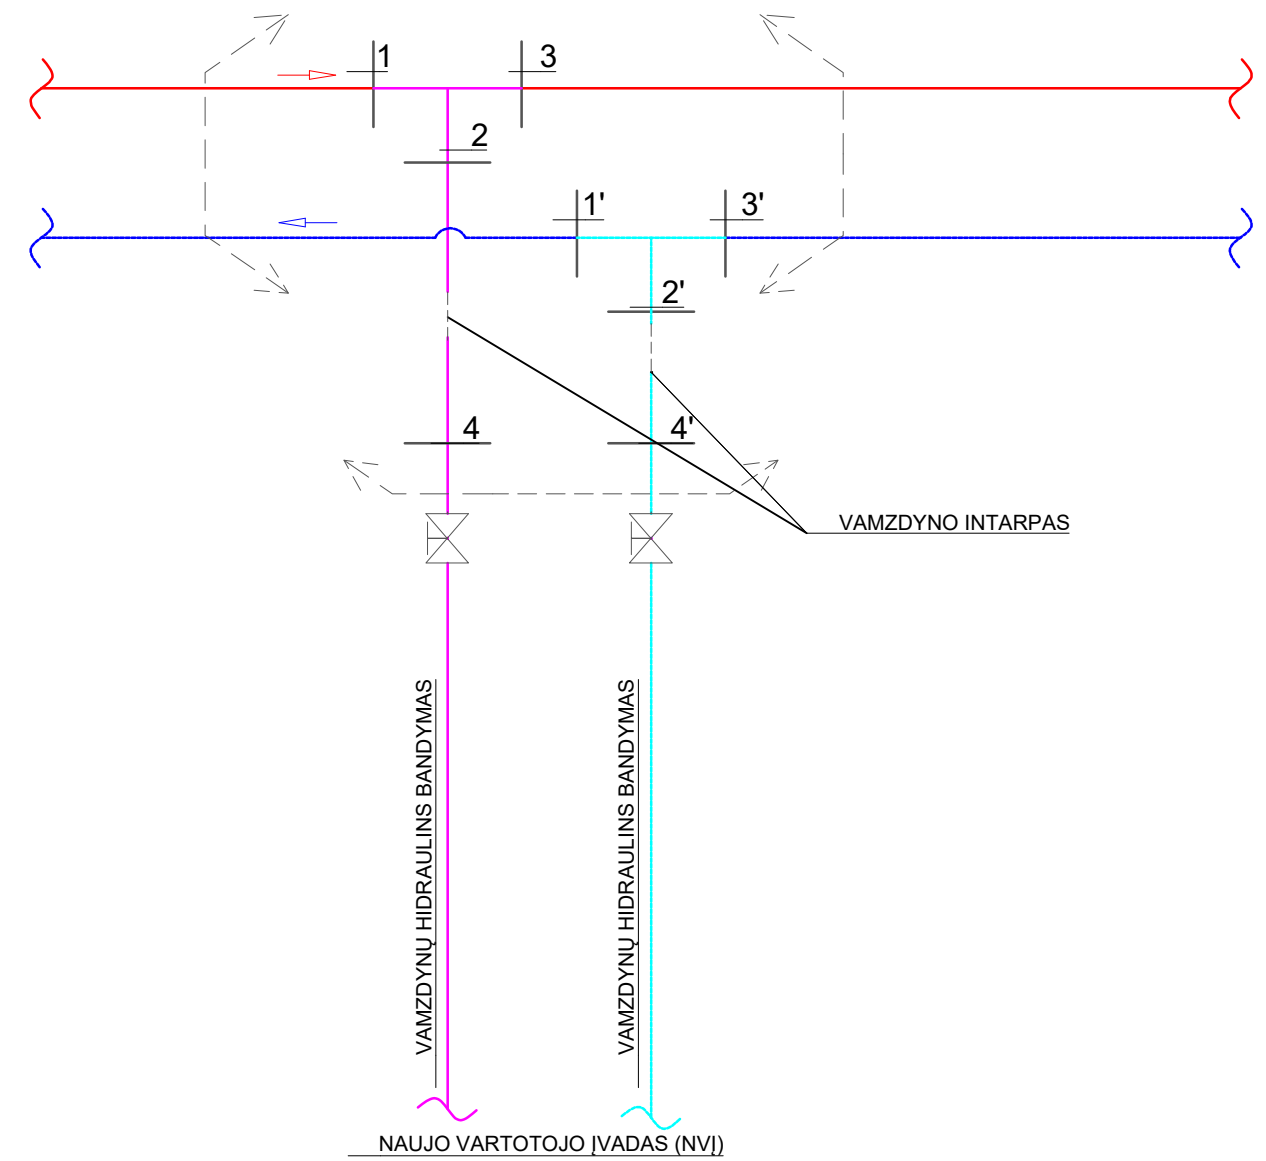 1
3
2
1'
3'
2'
4
4'
VAMZDYNO INTARPAS
VAMZDYNŲ HIDRAULINS BANDYMAS
VAMZDYNŲ HIDRAULINS BANDYMAS
NAUJO VARTOTOJO ĮVADAS (NVĮ)